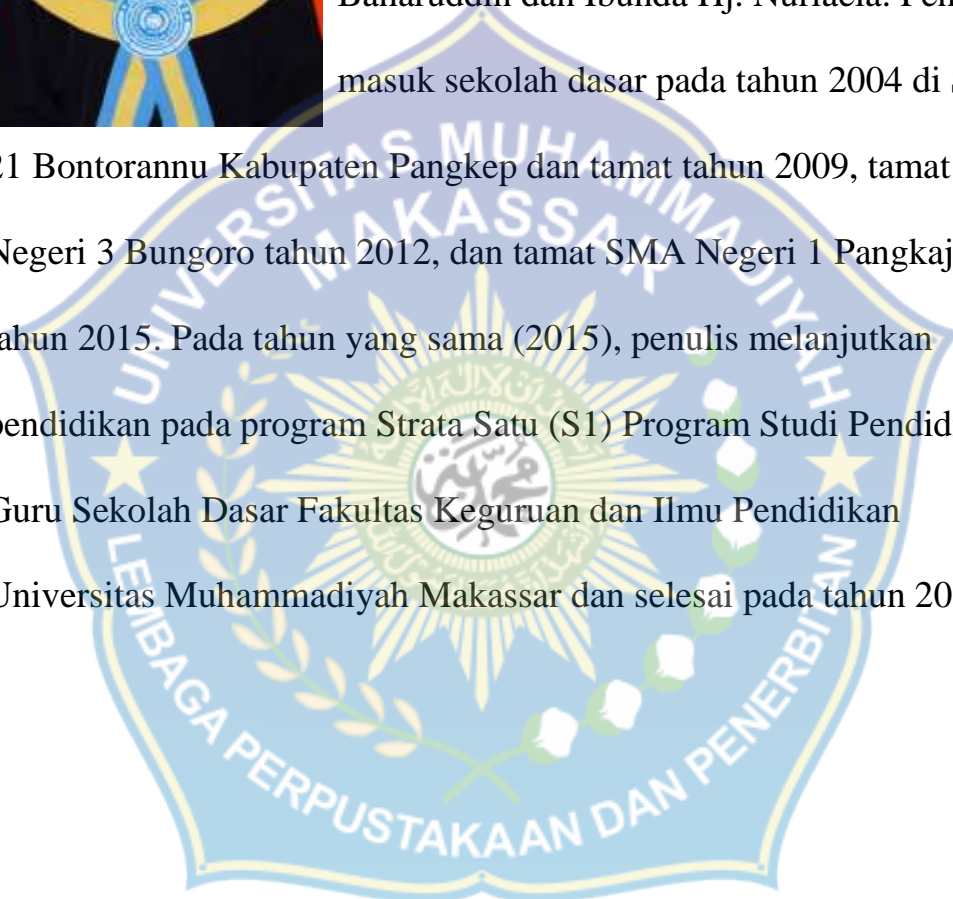 dan Ibunda Hj.
masuk sekolah dasar pada tahun 2004 di
21 Bontorannu Kabupaten Pangkep dan tamat tahun 2009, tamat
Negeri 3 Bungoro tahun 2012, dan tamat SMA Negeri 1 Pangkaj
tahun 2015. Pada tahun yang sama (2015), penulis melanjutkan
pendidikan pada program Strata Satu (S1) Program Studi Pendid
Guru Sekolah Dasar Fakultas Keguruan dan Ilmu Pendidikan
Universitas Muhammadiyah Makassar dan selesai pada tahun 20
UNIVERSITAS MUHAMMADIYAH
MAKASSAR
LEMBAGA PERPUSTAKAAN DAN PENERBITAN